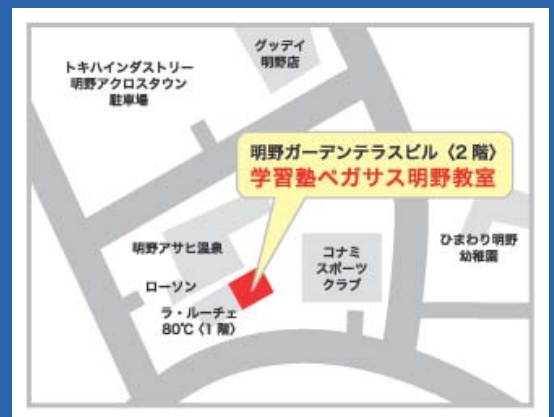 グッデイ
明野店
トキハインダストリー
明野アクロスタウン
駐車場
明野ガーデンテラスビル〈2階〉
学習塾ペガサス明野教室
明野アサヒ温泉
コナミ
スポーツ
クラブ
ひまわり明野
幼稚園
ローソン
ラ・ルーチェ
80℃〈1階〉